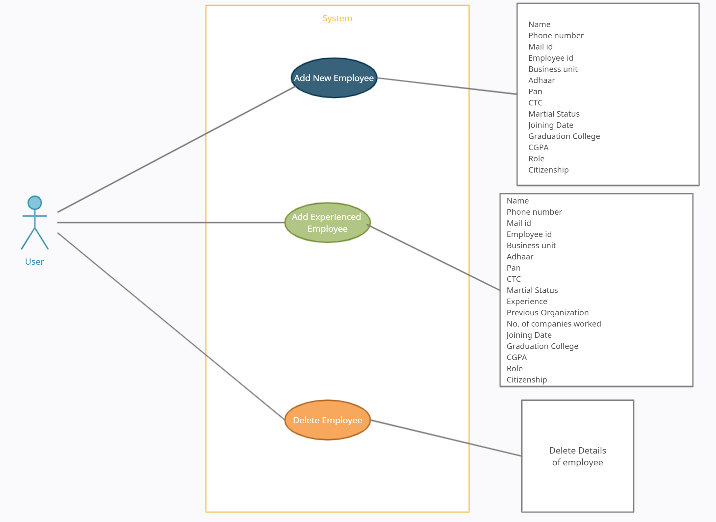 System
Add New Employee
Name
Phone number
Mail id
Employee id
Business unit
Adhaar
Pan
CTC
Martial Status
Joining Date
Graduation College
CGPA
Role
Citizenship
User
Add Experienced
Employee
Name
Phone number
Mail id
Employee id
Business unit
Adhaar
Pan
CTC
Martial Status
Experience
Previous Organization
No. of companies worked
Joining Date
Graduation College
CGPA
Role
Citizenship
Delete Employee
Delete Details
of employee